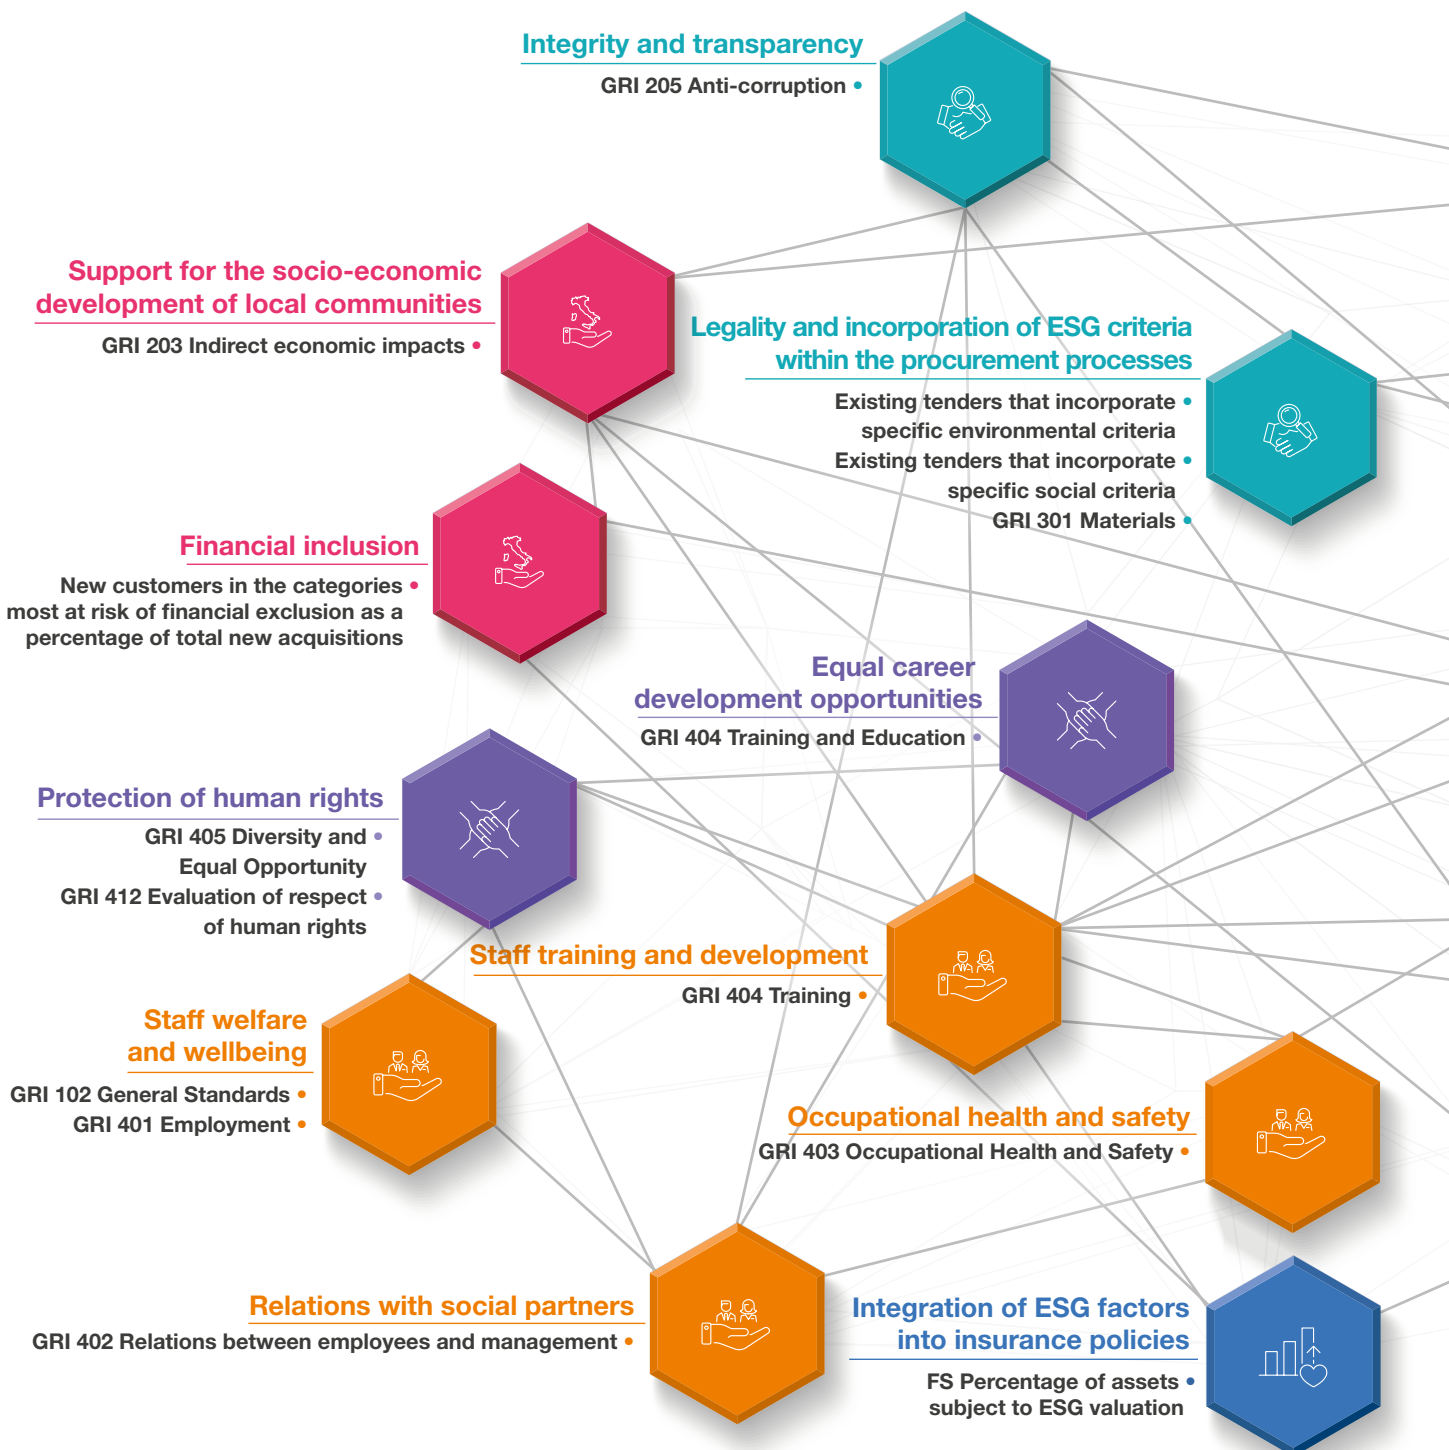 Integrity and transparency
GRI 205 Anti-corruption •
Support for the socio-economic
development of local communities
GRI 203 Indirect economic impacts •
Legality and incorporation of ESG criteria
within the procurement processes
Existing tenders that incorporate •
specific environmental criteria
Existing tenders that incorporate •
specific social criteria
GRI 301 Materials •
Financial inclusion
New customers in the categories •
most at risk of financial exclusion as a
percentage of total new acquisitions
Equal career
development opportunities
GRI 404 Training and Education •
Protection of human rights
GRI 405 Diversity and •
Equal Opportunity
GRI 412 Evaluation of respect •
of human rights
Staff training and development
GRI 404 Training •
Staff welfare
and wellbeing
GRI 102 General Standards •
GRI 401 Employment •
Occupational health and safety
GRI 403 Occupational Health and Safety •
Relations with social partners
GRI 402 Relations between employees and management •
Integration of ESG factors
into insurance policies
FS Percentage of assets •
subject to ESG valuation